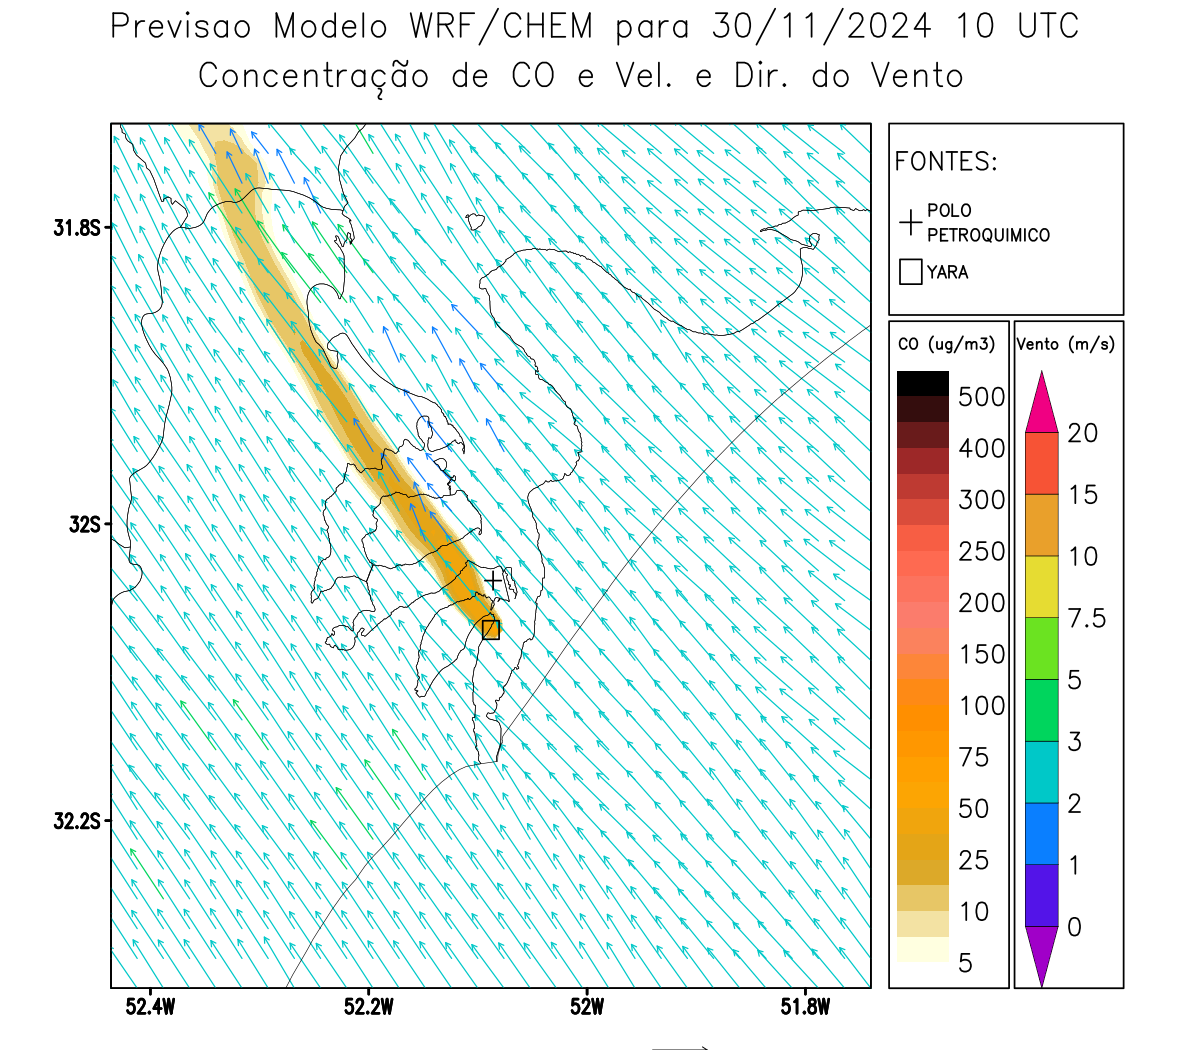 Previsao Modelo WRF/CHEM para 30/11/2024 10 UTC
Concentração de CO e Vel. e Dir. do Vento
FONTES:
POLO
PETROQUIMICO
YARA
CO (ug/m3)
500
400
300
250
200
150
100
75
50
25
10
5
Vento (m/s)
20
15
10
7.5
5
3
2
1
0
31.8S
32S
32.2S
52.4W
52.2W
52W
51.8W